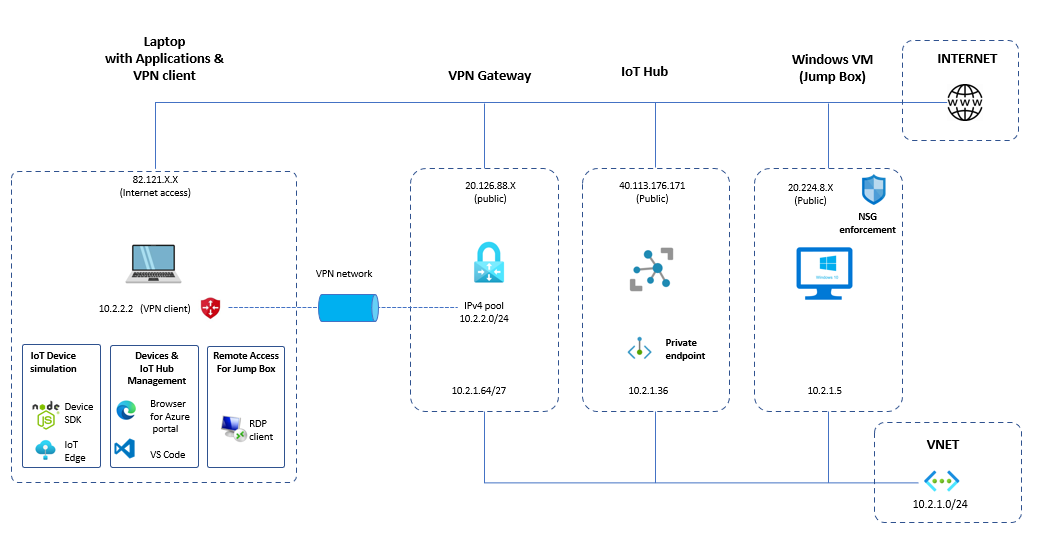 Laptop
with Applications &
VPN client
VPN Gateway
IoT Hub
Windows VM
(Jump Box)
INTERNET
WWW
82.121.X.X
(Internet access)
20.126.88.X
(public)
40.113.176.171
(Public)
20.224.8.X
(Public)
NSG
enforcement
Windows 10
VPN network
10.2.2.2 (VPN client)
IPv4 pool
10.2.2.0/24
Private
endpoint
IoT Device
simulation
node
JS
Device
SDK
IoT
Edge
Devices &
IoT Hub
Management
Browser
for Azure
portal
VS Code
Remote Access
For Jump Box
RDP
client
10.2.1.64/27
10.2.1.36
10.2.1.5
VNET
10.2.1.0/24